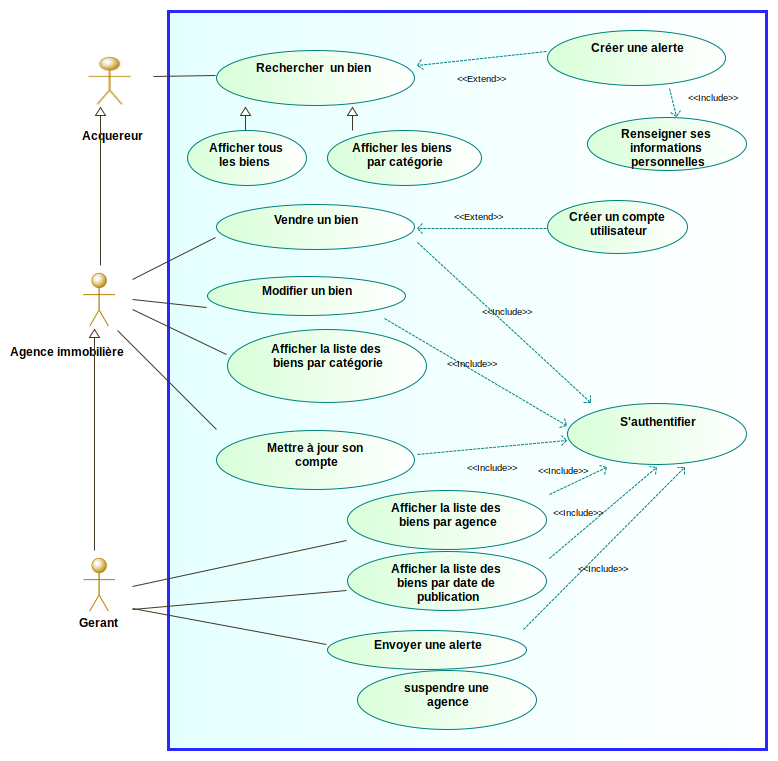 Créer une alerte
Rechercher un bien
<<Extend>>
<<Include>>
Acquereur
Renseigner ses
informations
personnelles
Afficher tous
les biens
Afficher les biens
par catégorie
Vendre un bien
<<Extend>>
Créer un compte
utilisateur
Modifier un bien
<<Include>>
Agence immobilière
Afficher la liste des
biens par catégorie
<<Include>>
S'authentifier
Mettre à jour son
compte
<<Include>>
<<Include>>
Afficher la liste des
biens par agence
<<Include>>
Afficher la liste des
biens par date de
publication
<<Include>>
Gerant
Envoyer une alerte
suspendre une
agence